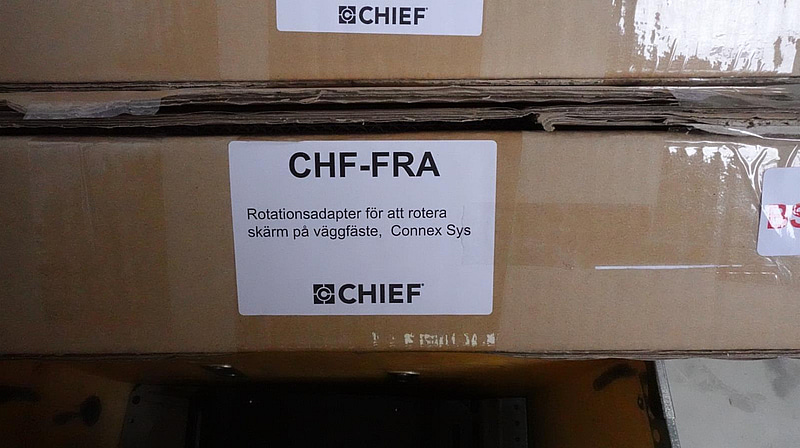 CHIEF
CHF-FRA
Rotationsadapter för att rotera
skärm på väggfäste, Connex Sys
CHIEF